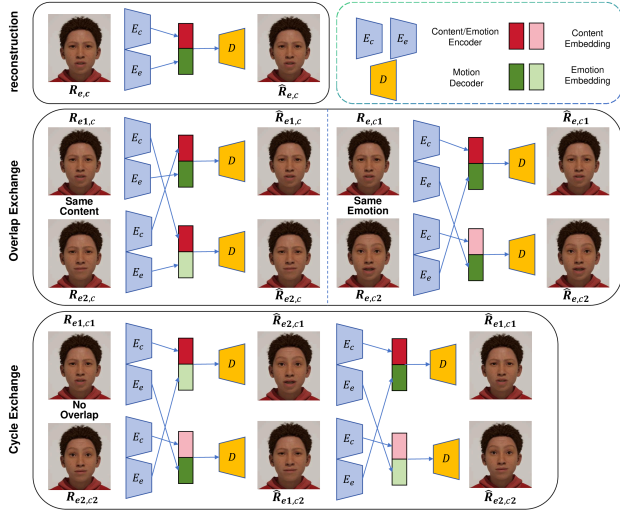 reconstruction
E_c
E_e
D
R_{e,c}
R̂_{e,c}
E_c
E_e
D
Content/Emotion
Encoder
Motion
Decoder
Content
Embedding
Emotion
Embedding
Overlap Exchange
R_{e1,c}
R̂_{e1,c}
E_c
E_e
D
Same
Content
E_c
E_e
D
R_{e2,c}
R̂_{e2,c}
R_{e,c1}
R̂_{e,c1}
E_c
E_e
D
Same
Emotion
E_c
E_e
D
R_{e,c2}
R̂_{e,c2}
Cycle Exchange
R_{e1,c1}
R̂_{e2,c1}
R̂_{e1,c1}
E_c
E_e
D
E_c
E_e
D
No
Overlap
E_c
E_e
D
E_c
E_e
D
R_{e2,c2}
R̂_{e1,c2}
R̂_{e2,c2}